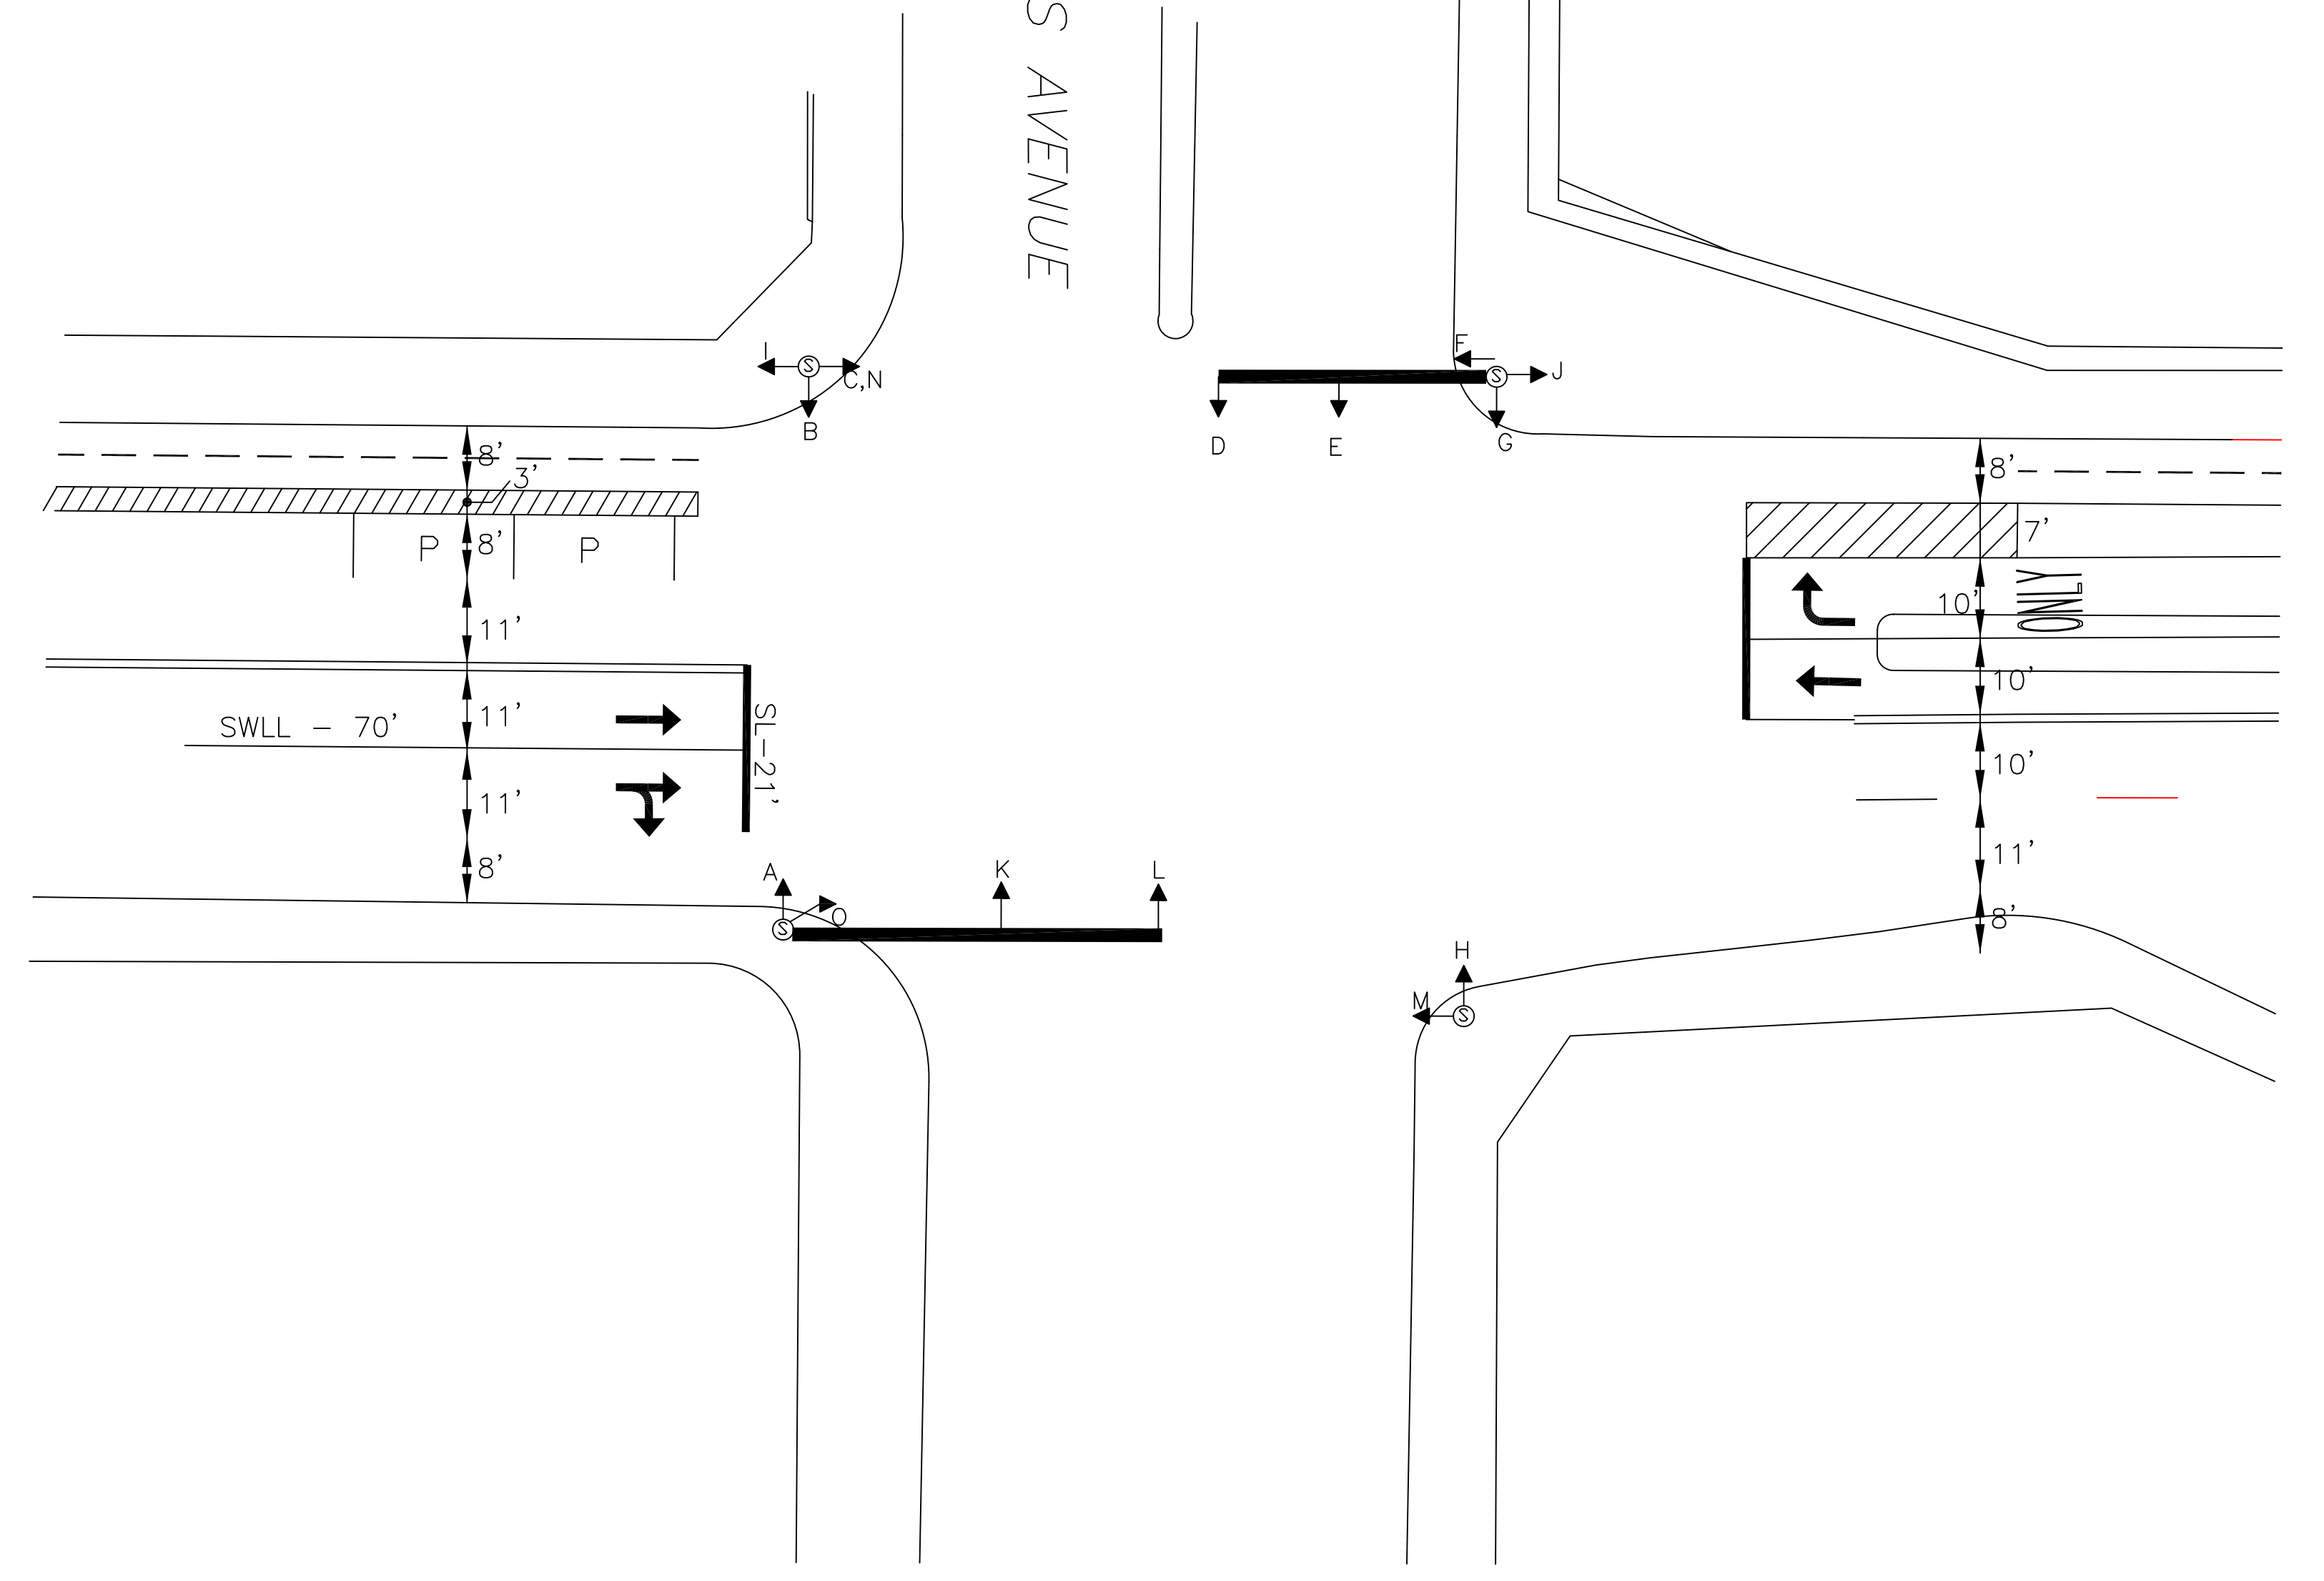 S AVENUE
I
S
C,N
B
F
S
J
D
E
G
8'
3'
8'
P
P
11'
11'
SWLL - 70'
11'
8'
SL-21'
8'
7'
10'
ONLY
10'
10'
11'
8'
A
O
S
K
L
H
M
S